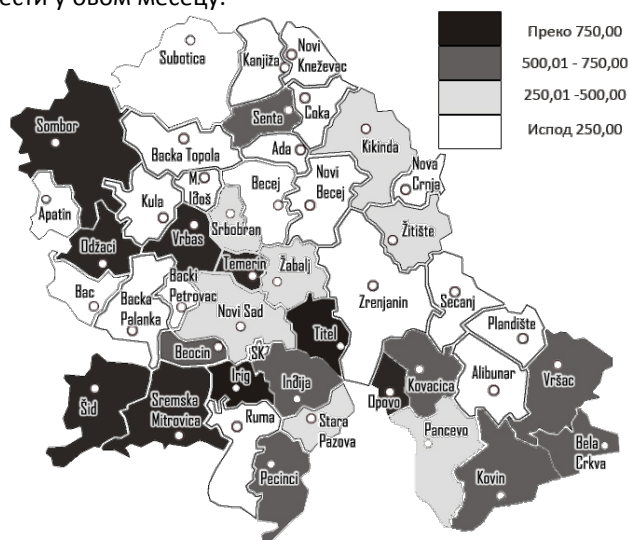 ести у овом месецу:
Преко 750,00
500,01 - 750,00
250,01 -500,00
Испод 250,00
Subotica
Kanjiža
Novi
Kneževac
Sombor
Senta
Coka
Backa Topola
Ada
Kikinda
Apatin
Kula
M.
Iđoš
Becej
Novi
Becej
Nova
Crnja
Srbobran
Vrbas
Odžaci
Žitište
Temerin
Žabalj
Bac
Backa
Palanka
Backi
Petrovac
Novi Sad
Zrenjanin
Secanj
Titel
Plandište
Beocin
SK
Irig
Inđija
Kovacica
Opovo
Alibunar
Vršac
Šid
Sremska
Mitrovica
Ruma
Stara
Pazova
Pancevo
Pecinci
Kovin
Bela
Crkva